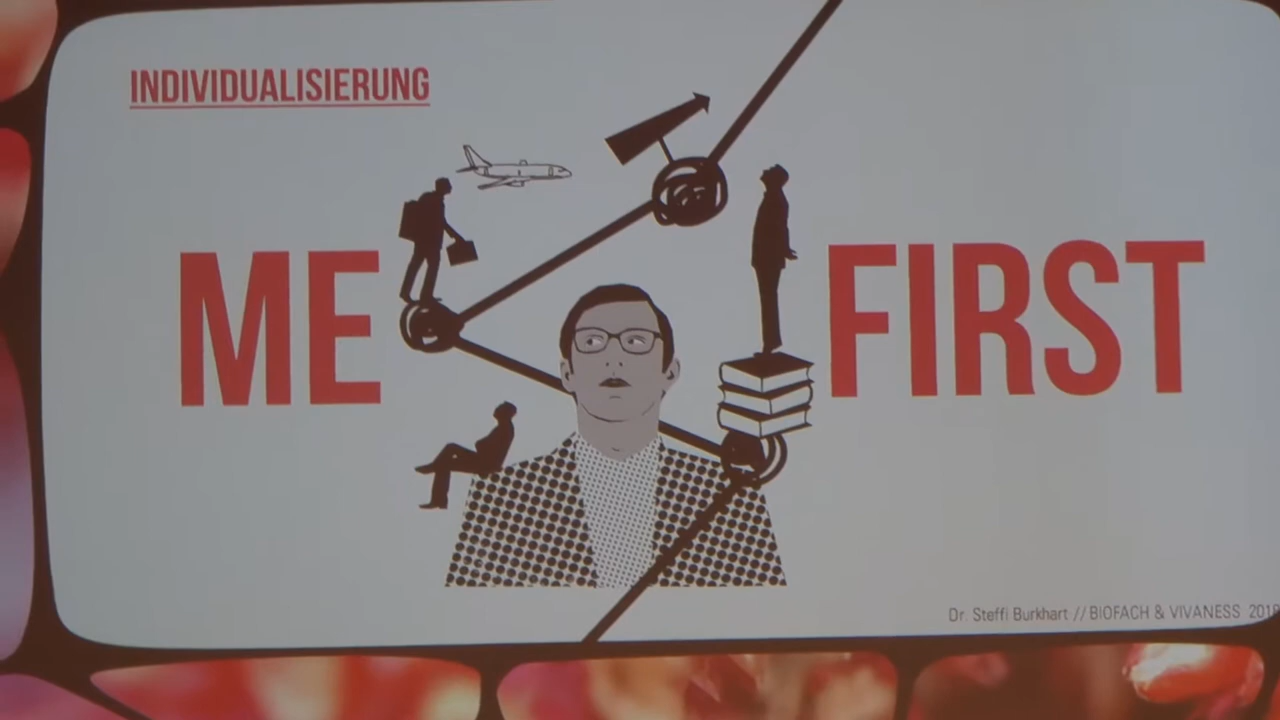 INDIVIDUALISIERUNG
ME FIRST
Dr. Steffi Burkhart // BIOFACH & VIVANESS